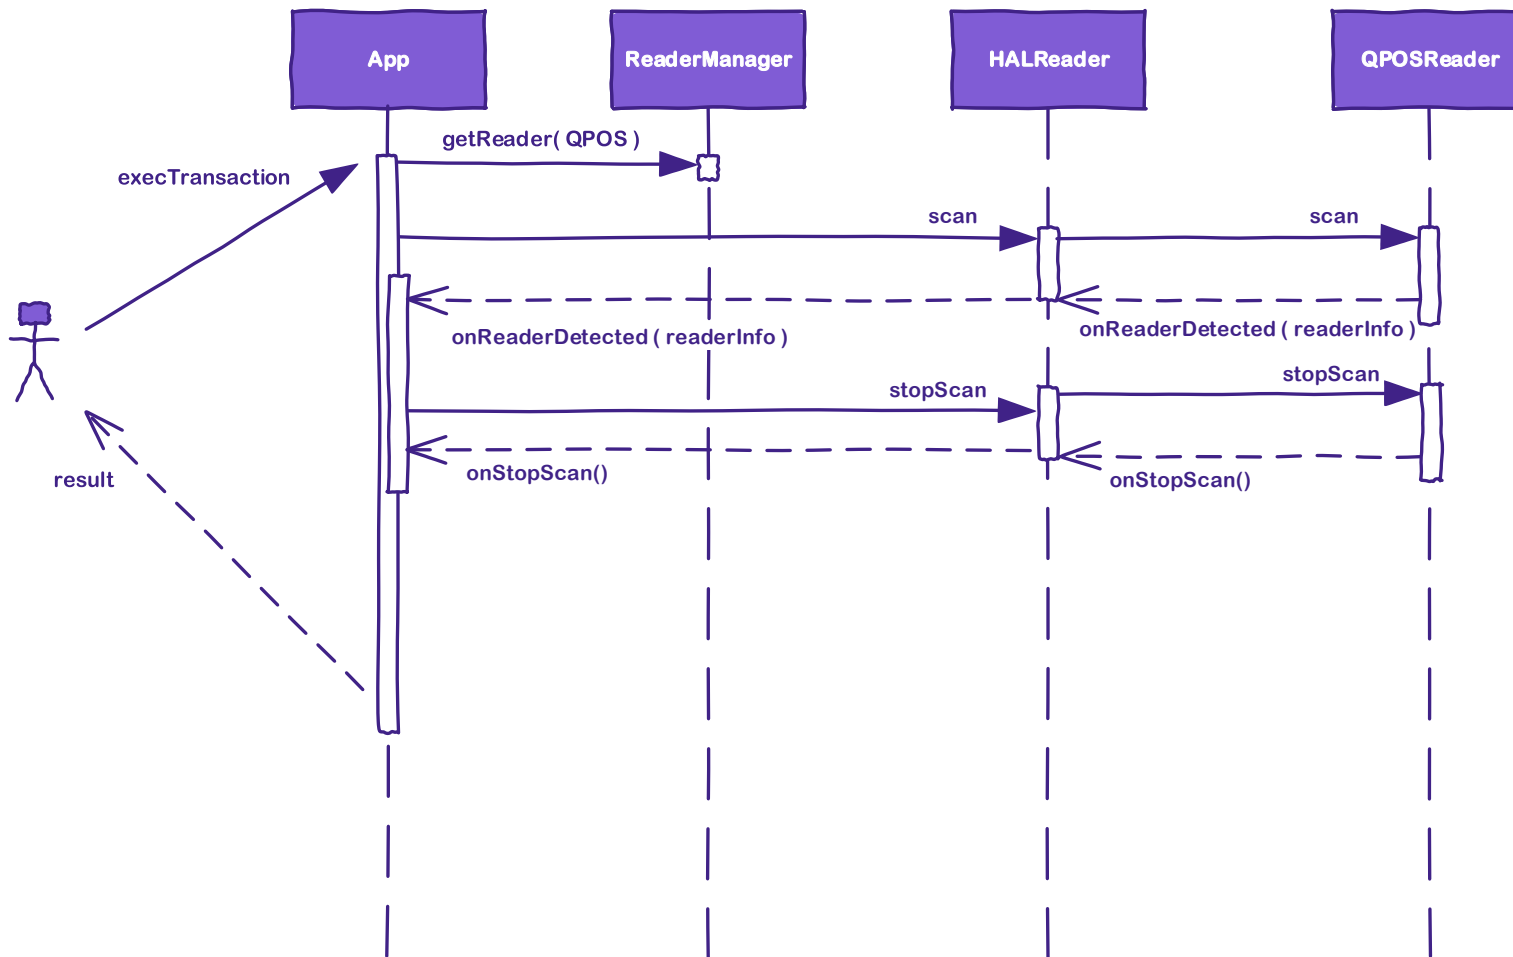 App
ReaderManager
HALReader
QPOSReader
getReader( QPOS )
execTransaction
scan
scan
onReaderDetected ( readerInfo )
onReaderDetected ( readerInfo )
stopScan
stopScan
onStopScan()
onStopScan()
result